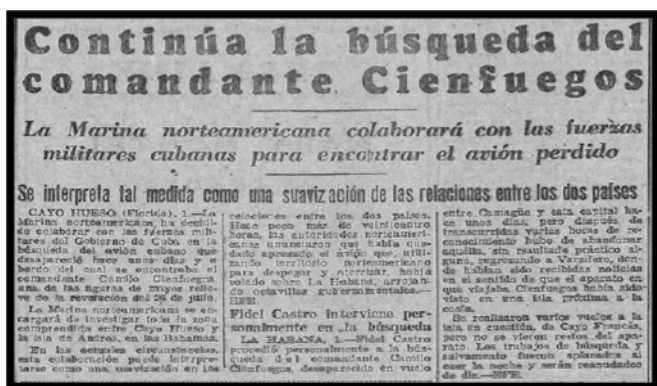 Continúa la búsqueda del
comandante Cienfuegos
La Marina norteamericana colaborará con las fuerzas
militares cubanas para encontrar el avión perdido
Se interpreta tal medida como una suavización de las relaciones entre los dos países
CAYO HUESO (Florida), 1.—La
Marina norteamericana ha decidi-
do colaborar con las fuerzas mili-
tares del Gobierno de Cuba en la
búsqueda del avión cubano que
desapareció hace unos días y a
bordo del cual se encontraba el
comandante Camilo Cienfuegos,
una de las figuras de mayor relie-
ve de la revolución del 26 de julio.
La Marina norteamericana se en-
cargará de investigar toda la zona
comprendida entre Cayo Hueso y
la isla de Andros, en las Bahamas.
En las actuales circunstancias,
esta colaboración puede interpre-
tarse como una suavización en las
relaciones entre los dos países.
Hace poco más de veinticuatro
horas, las autoridades norteameri-
canas anunciaron que había que-
dado apresado el avión que, utili-
zando territorio norteamericano
para despegar y aterrizar, había
volado sobre La Habana, arrojan-
do octavillas gubernamentales.—
EFE.
Fidel Castro interviene per-
sonalmente en la búsqueda
LA HABANA, 1.—Fidel Castro
procedió personalmente a la bús-
queda del comandante Camilo
Cienfuegos, desaparecido en vuelo
entre Camagüe y esta capital ha-
ce unos días, pero después de
transcurridas varias horas de re-
conocimiento hubo de abandonar
aquélla, sin resultado práctico al-
guno, regresando a Varadero, don-
de habían sido recibidas noticias
en el sentido de que el aparato en
que viajaba Cienfuegos había sido
visto en una isla próxima a la
costa.
Se realizaron varios vuelos a la
isla en cuestión, de Cayo Francés,
pero no se vieron restos del apa-
rato. Los trabajos de búsqueda y
salvamento fueron aplazados al
caer la noche y serán reanudados
de día.—EFE.